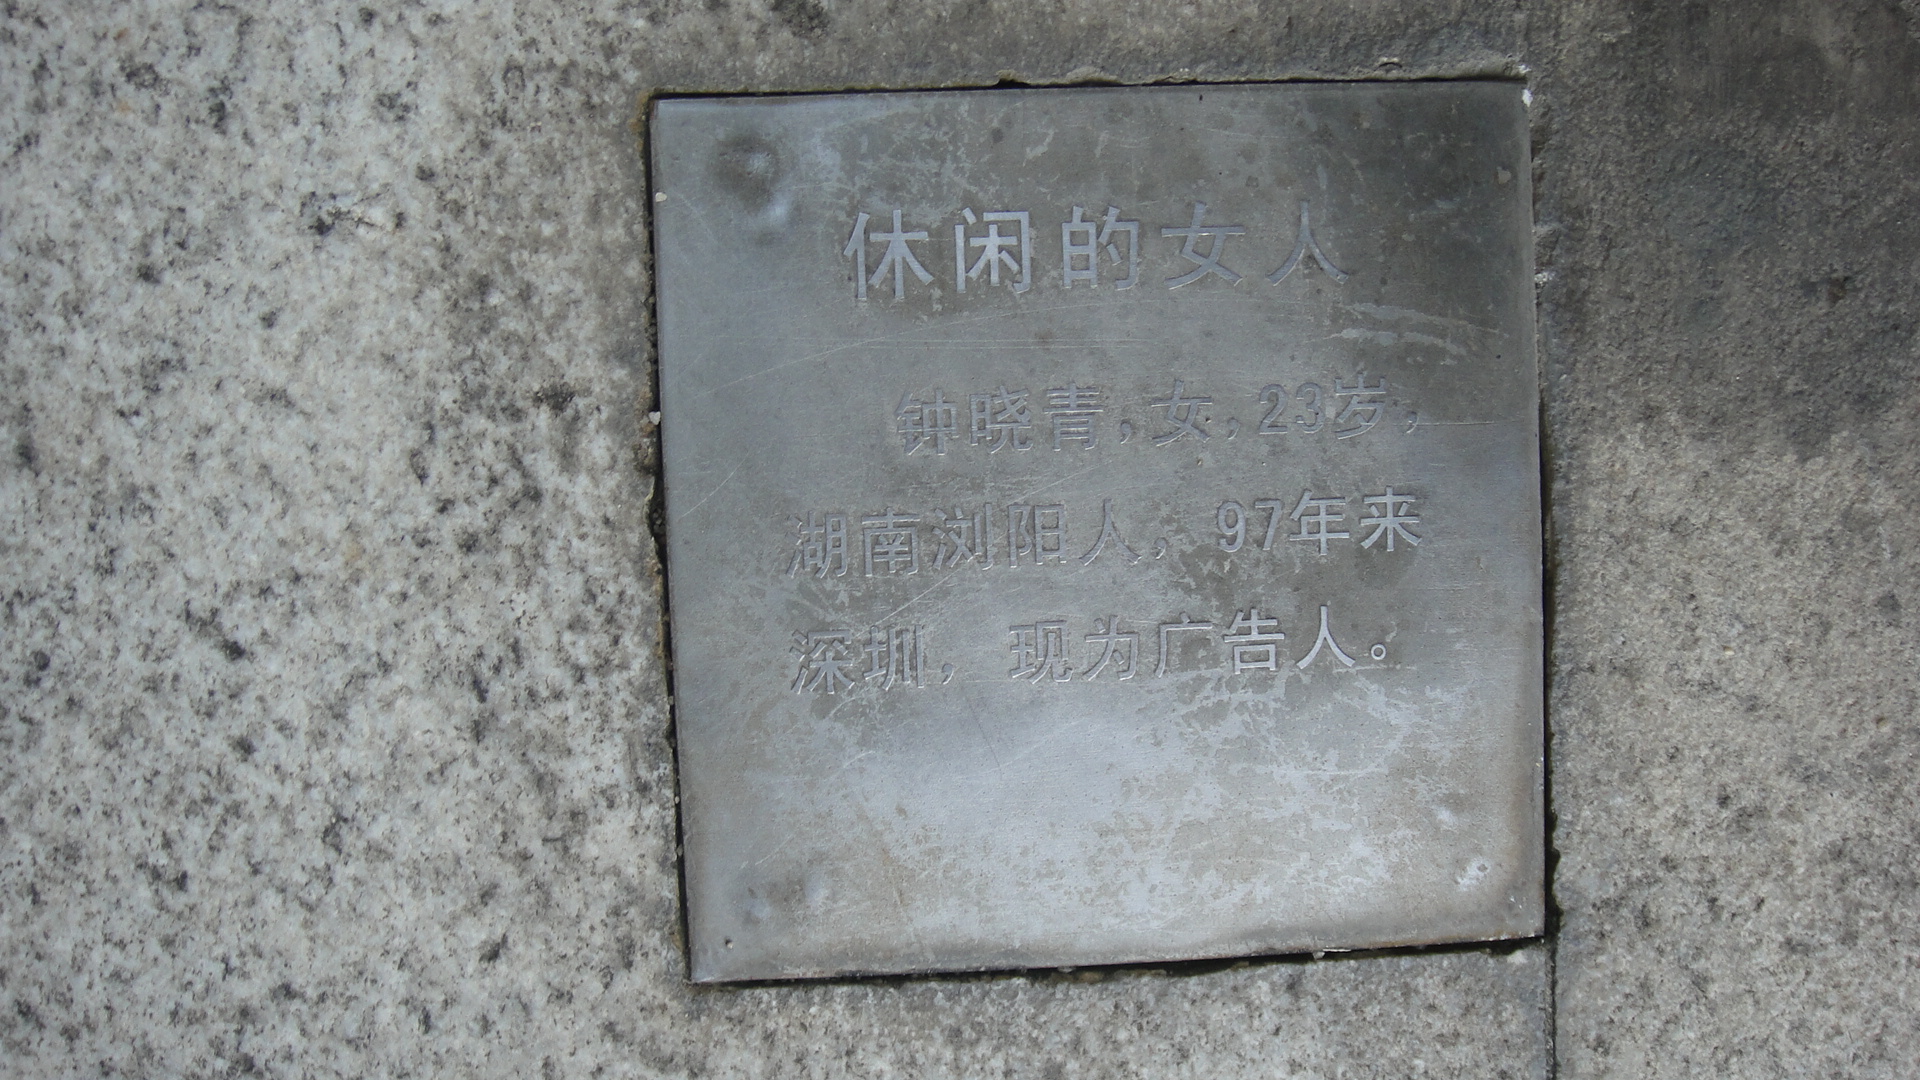 休闲的女人
钟晓青，女，23岁，
湖南浏阳人，97年来
深圳，现为广告人。